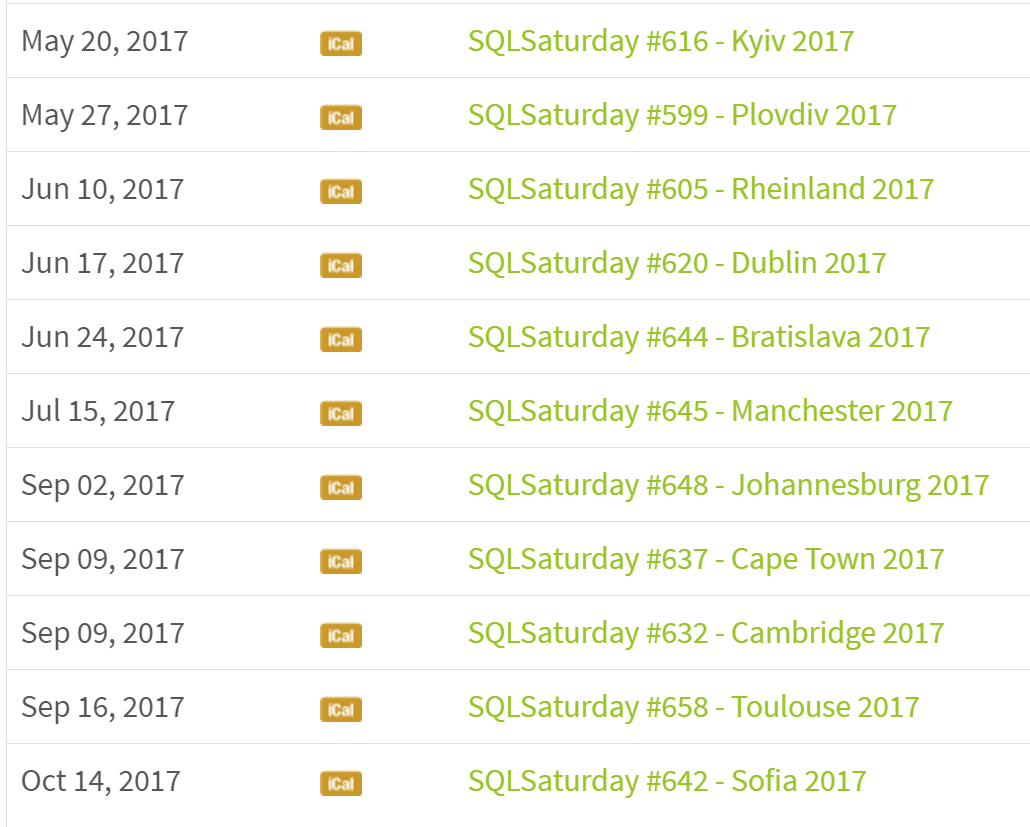 May 20, 2017 iCal SQLSaturday #616 - Kyiv 2017
May 27, 2017 iCal SQLSaturday #599 - Plovdiv 2017
Jun 10, 2017 iCal SQLSaturday #605 - Rheinland 2017
Jun 17, 2017 iCal SQLSaturday #620 - Dublin 2017
Jun 24, 2017 iCal SQLSaturday #644 - Bratislava 2017
Jul 15, 2017 iCal SQLSaturday #645 - Manchester 2017
Sep 02, 2017 iCal SQLSaturday #648 - Johannesburg 2017
Sep 09, 2017 iCal SQLSaturday #637 - Cape Town 2017
Sep 09, 2017 iCal SQLSaturday #632 - Cambridge 2017
Sep 16, 2017 iCal SQLSaturday #658 - Toulouse 2017
Oct 14, 2017 iCal SQLSaturday #642 - Sofia 2017